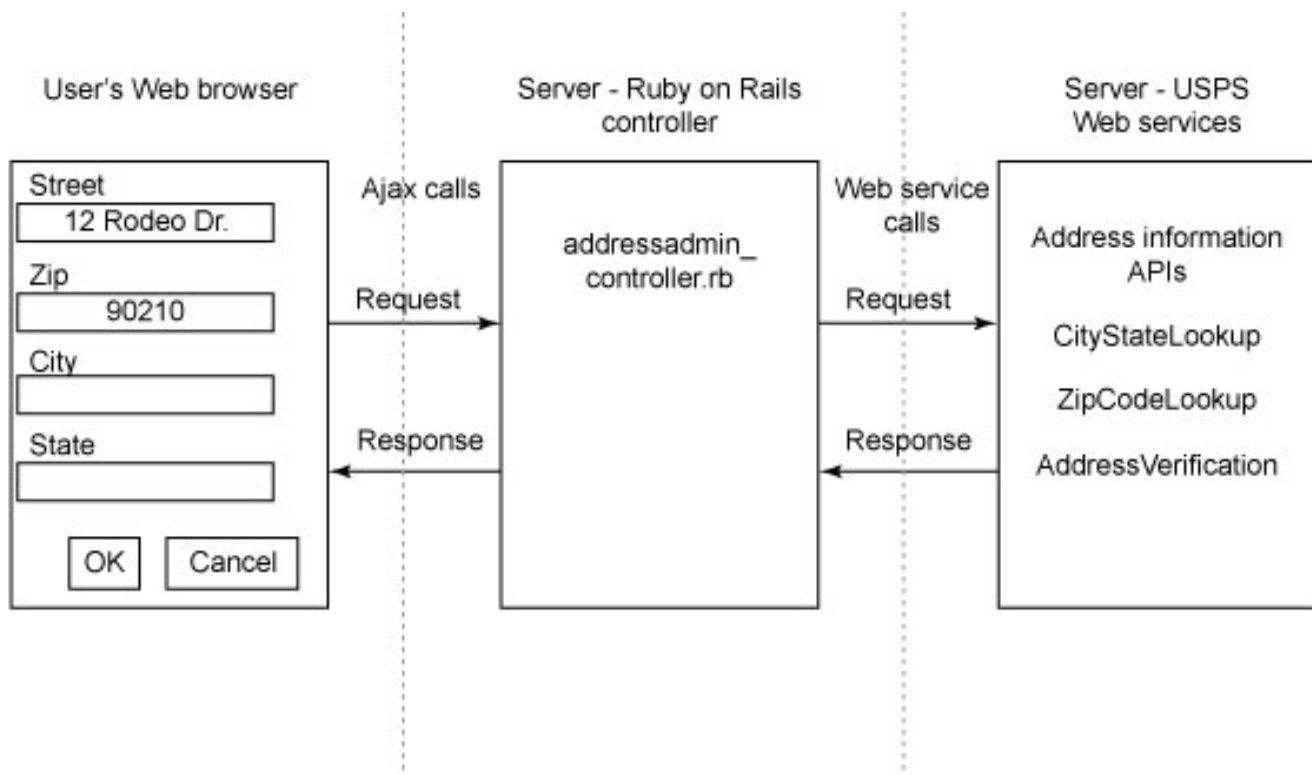 User's Web browser
Street
12 Rodeo Dr.
Zip
90210
City
State
OK
Cancel
Ajax calls
Request
Response
Server - Ruby on Rails
controller
addressadmin_
controller.rb
Web service
calls
Request
Response
Server - USPS
Web services
Address information
APIs
CityStateLookup
ZipCodeLookup
AddressVerification